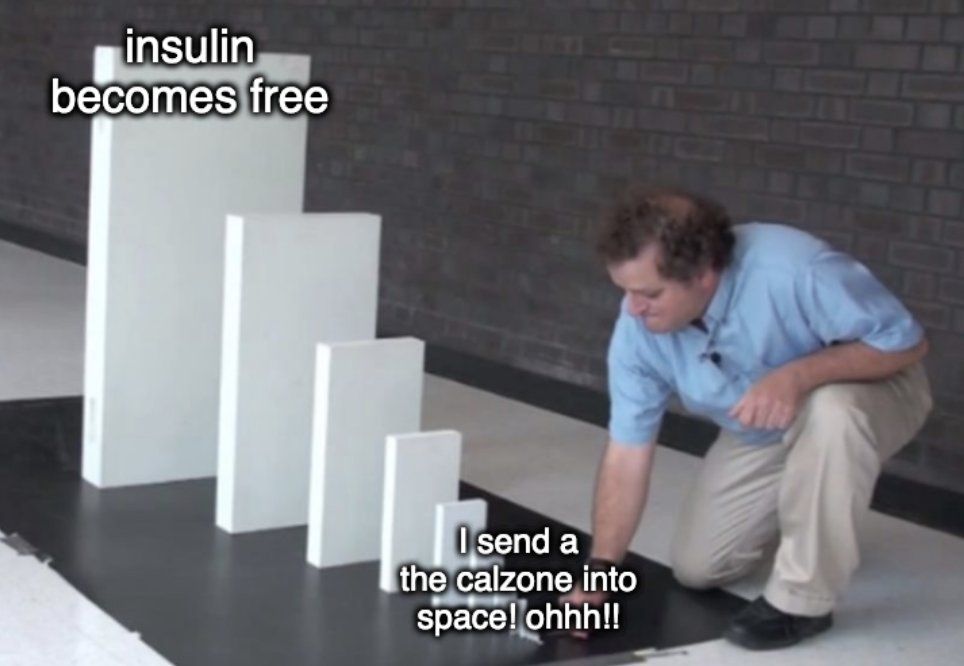 insulin
becomes free
I send a
the calzone into
space! ohhh!!